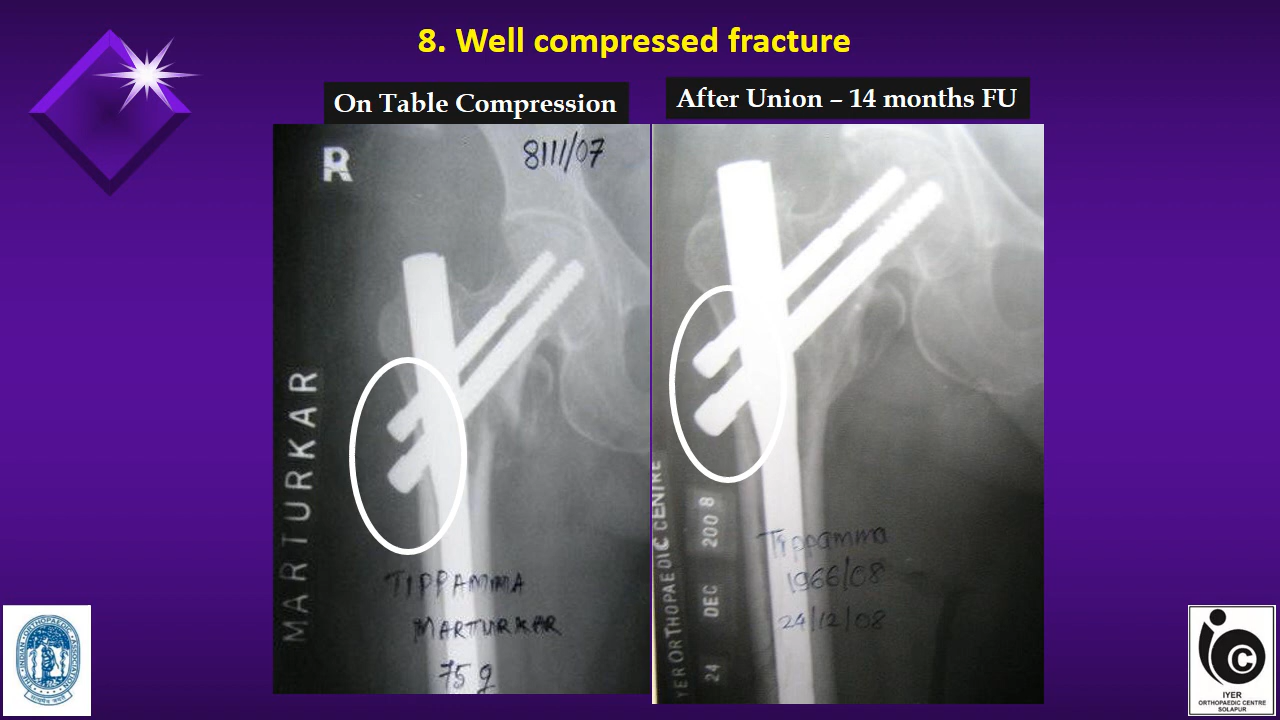 8. Well compressed fracture
On Table Compression
After Union – 14 months FU
R
8111/07
MARTURKAR
TIPPAMMA
MARTURKAR
75
YER ORTHOPAEDIC CENTRE
24 DEC 2008
Tippamma
1966/08
24/12/08
IYER
ORTHOPAEDIC CENTRE
SOLAPUR